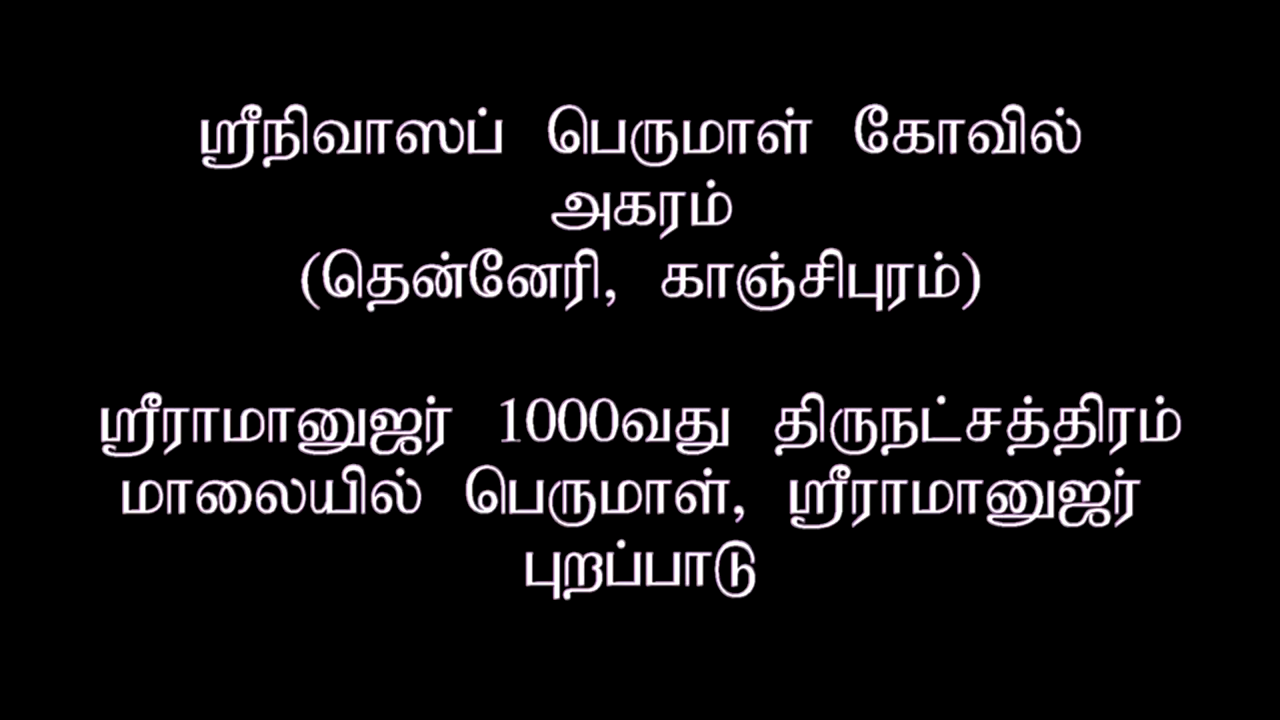 ஸ்ரீநிவாஸப் பெருமாள் கோவில்
அகரம்
(தென்னேரி, காஞ்சிபுரம்)
ஸ்ரீராமானுஜர் 1000வது திருநட்சத்திரம்
மாலையில் பெருமாள், ஸ்ரீராமானுஜர்
புறப்பாடு